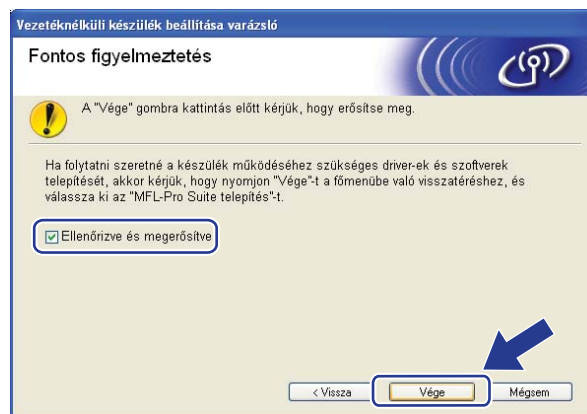 Vezetéknélküli készülék beállítása varázsló
Fontos figyelmeztetés
A "Vége" gombra kattintás előtt kérjük, hogy erősítse meg.
Ha folytatni szeretné a készülék működéséhez szükséges driver-ek és szoftverek
telepítését, akkor kérjük, hogy nyomjon "Vége"-t a főmenübe való visszatéréshez, és
válassza ki az "MFL-Pro Suite telepítés"-t.
Ellenőrizve és megerősítve
< Vissza
Vége
Mégsem